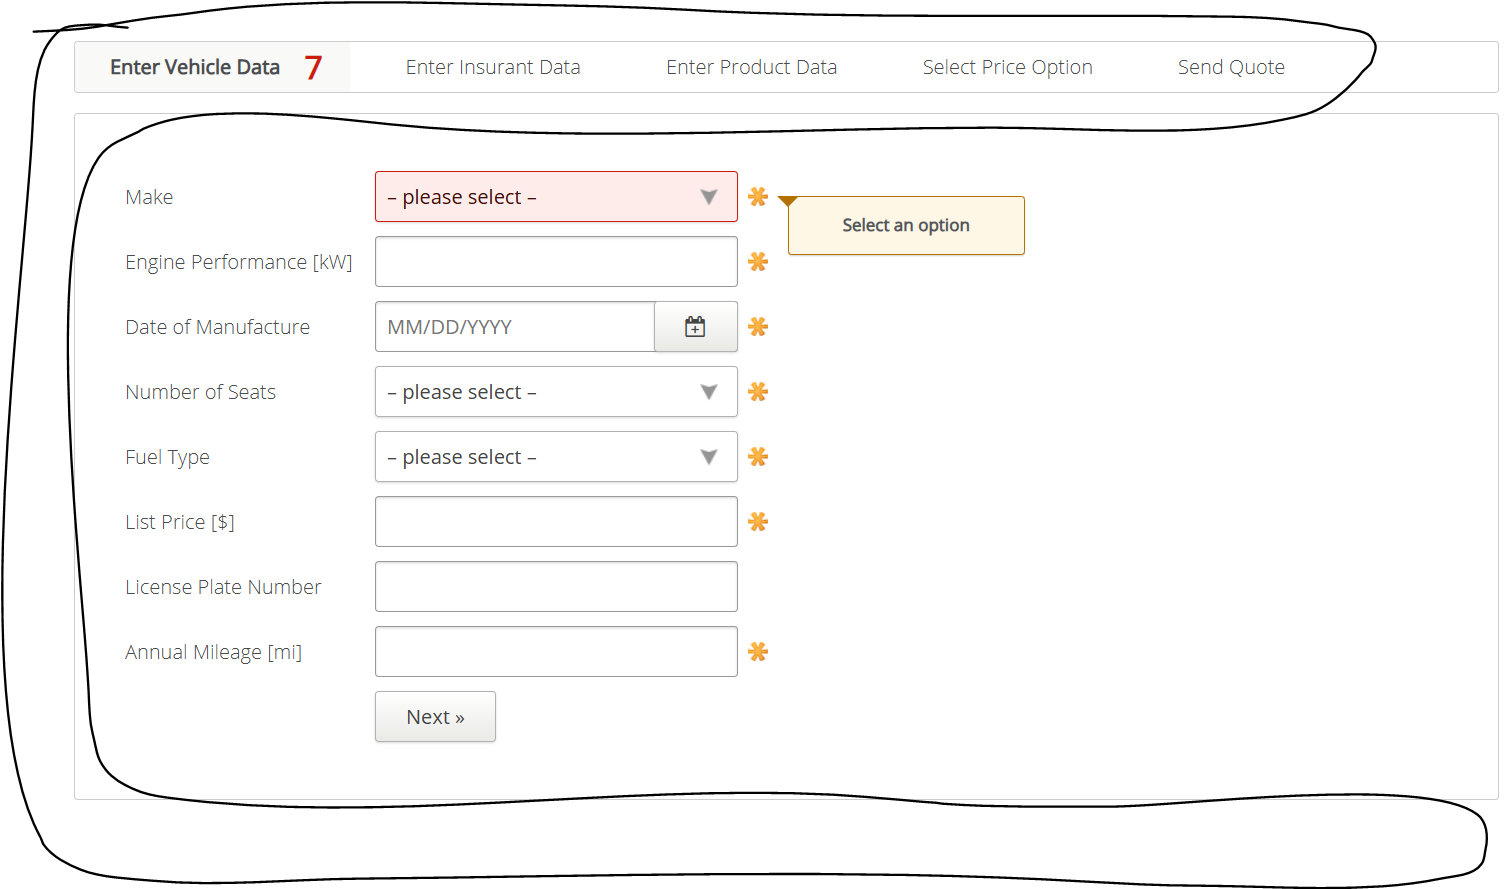 Enter Vehicle Data 7 Enter Insurant Data Enter Product Data Select Price Option Send Quote
Make – please select –
Select an option
Engine Performance [kW]
Date of Manufacture MM/DD/YYYY
Number of Seats – please select –
Fuel Type – please select –
List Price [$]
License Plate Number
Annual Mileage [mi]
Next »